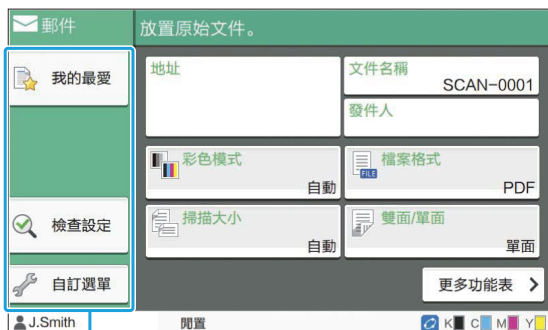 郵件
放置原始文件。
我的最愛
地址
文件名稱
SCAN-0001
發件人
彩色模式
自動
檔案格式
FILE
PDF
檢查設定
掃描大小
自動
雙面/單面
單面
自訂選單
更多功能表
J.Smith
閒置
K C M Y